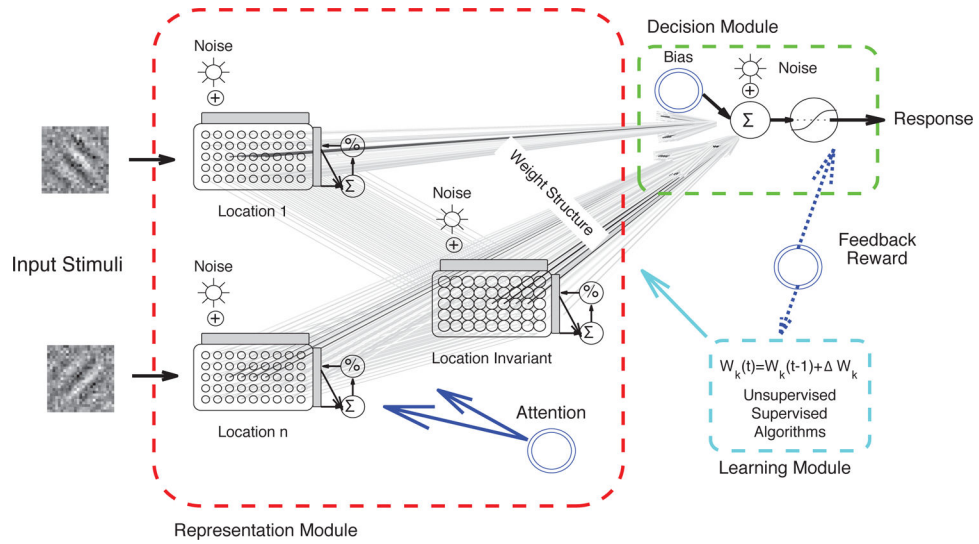 Decision Module
Noise
Bias
Noise
+
+
Σ
Response
%
Σ
Location 1
Weight Structure
Noise
+
Input Stimuli
Noise
+
Feedback
Reward
%
Σ
Location Invariant
%
Σ
Location n
W_k(t)=W_k(t-1)+Δ W_k
Unsupervised
Supervised
Algorithms
Attention
Learning Module
Representation Module